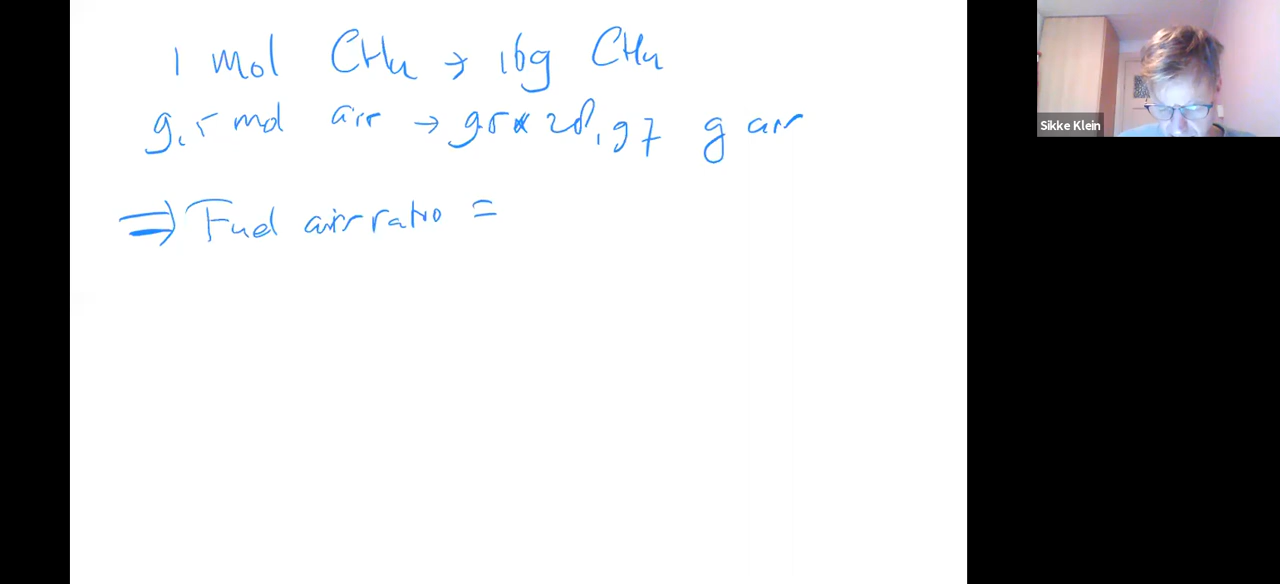 1 mol CH4 → 16g CH4
9,5 mol air → 9,5 * 28,97 g air
⇒ Fuel air ratio =
Sikke Klein